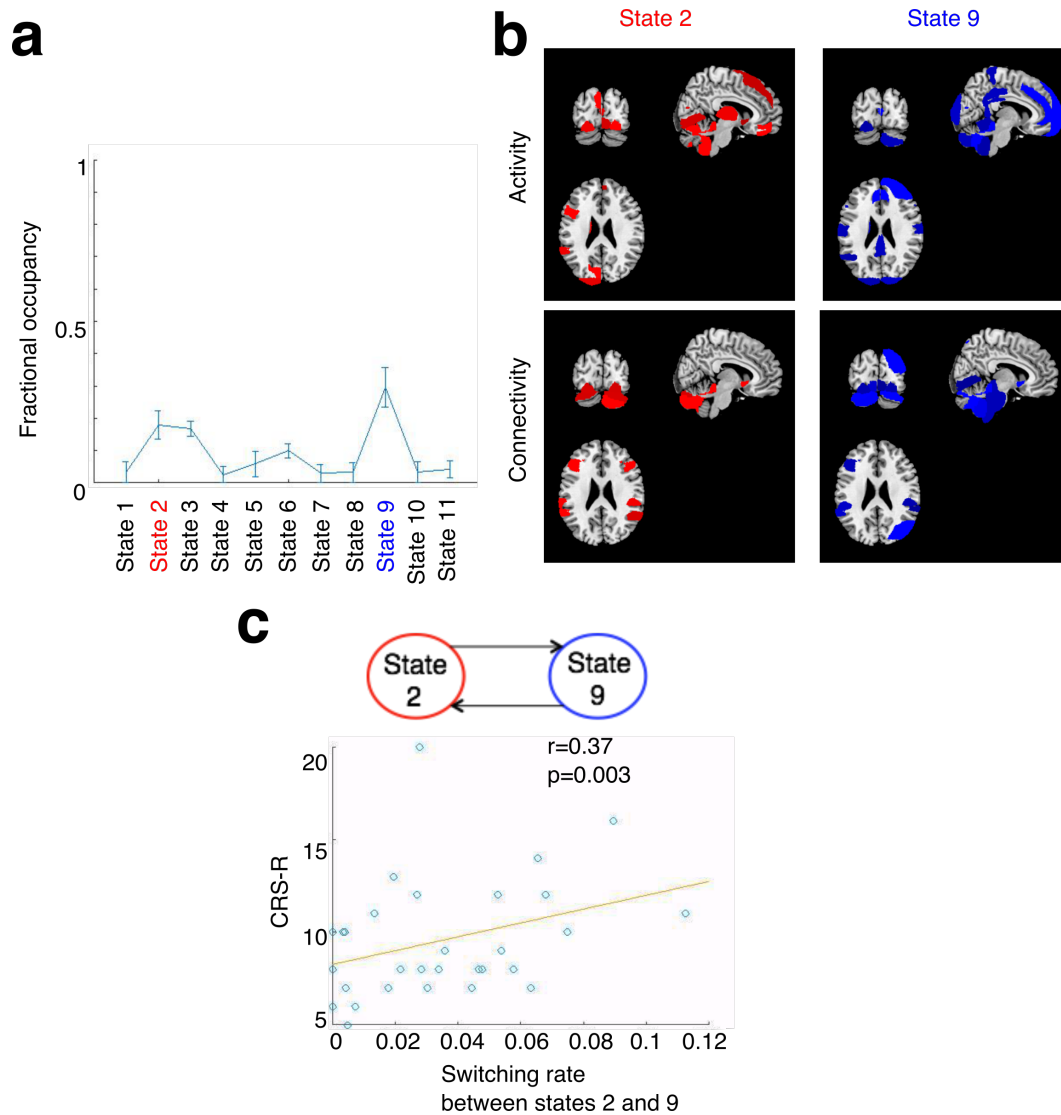 a
Fractional occupancy
1
0.5
0
State 1
State 2
State 3
State 4
State 5
State 6
State 7
State 8
State 9
State 10
State 11
b
State 2
State 9
Activity
Connectivity
c
State
2
State
9
r=0.37
p=0.003
CRS-R
20
15
10
5
0
0.02
0.04
0.06
0.08
0.1
0.12
Switching rate
between states 2 and 9